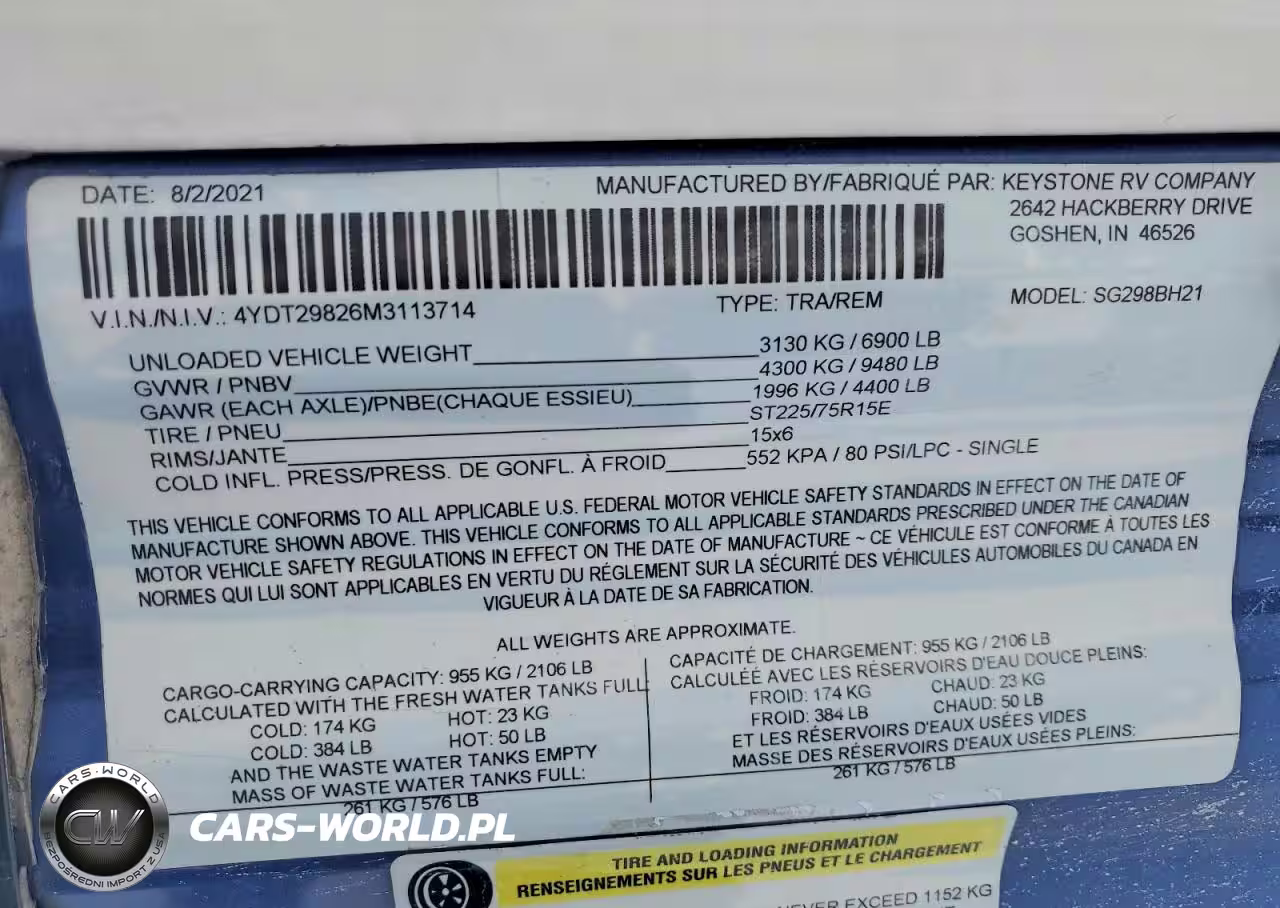 DATE: 8/2/2021
MANUFACTURED BY/FABRIQUÉ PAR: KEYSTONE RV COMPANY
2642 HACKBERRY DRIVE
GOSHEN, IN 46526
V.I.N./N.I.V.: 4YDT29826M3113714
TYPE: TRA/REM
MODEL: SG298BH21
UNLOADED VEHICLE WEIGHT 3130 KG / 6900 LB
GVWR / PNBV 4300 KG / 9480 LB
GAWR (EACH AXLE)/PNBE(CHAQUE ESSIEU) 1996 KG / 4400 LB
TIRE / PNEU ST225/75R15E
RIMS/JANTE 15x6
COLD INFL. PRESS/PRESS. DE GONFL. À FROID 552 KPA / 80 PSI/LPC - SINGLE
THIS VEHICLE CONFORMS TO ALL APPLICABLE U.S. FEDERAL MOTOR VEHICLE SAFETY STANDARDS IN EFFECT ON THE DATE OF
MANUFACTURE SHOWN ABOVE. THIS VEHICLE CONFORMS TO ALL APPLICABLE STANDARDS PRESCRIBED UNDER THE CANADIAN
MOTOR VEHICLE SAFETY REGULATIONS IN EFFECT ON THE DATE OF MANUFACTURE ~ CE VÉHICULE EST CONFORME À TOUTES LES
NORMES QUI LUI SONT APPLICABLES EN VERTU DU RÉGLEMENT SUR LA SÉCURITÉ DES VÉHICULES AUTOMOBILES DU CANADA EN
VIGUEUR À LA DATE DE SA FABRICATION.
ALL WEIGHTS ARE APPROXIMATE.
CARGO-CARRYING CAPACITY: 955 KG / 2106 LB
CALCULATED WITH THE FRESH WATER TANKS FULL
COLD: 174 KG HOT: 23 KG
COLD: 384 LB HOT: 50 LB
AND THE WASTE WATER TANKS EMPTY
MASS OF WASTE WATER TANKS FULL:
261 KG / 576 LB
CAPACITÉ DE CHARGEMENT: 955 KG / 2106 LB
CALCULÉE AVEC LES RÉSERVOIRS D'EAU DOUCE PLEINS:
FROID: 174 KG CHAUD: 23 KG
FROID: 384 LB CHAUD: 50 LB
ET LES RÉSERVOIRS D'EAUX USÉES VIDES
MASSE DES RÉSERVOIRS D'EAUX USÉES PLEINS:
261 KG / 576 LB
CARS-WORLD
CW
BEZPOŚREDNI IMPORT Z USA
CARS-WORLD.PL
TIRE AND LOADING INFORMATION
RENSEIGNEMENTS SUR LES PNEUS ET LE CHARGEMENT
NEVER EXCEED 1152 KG